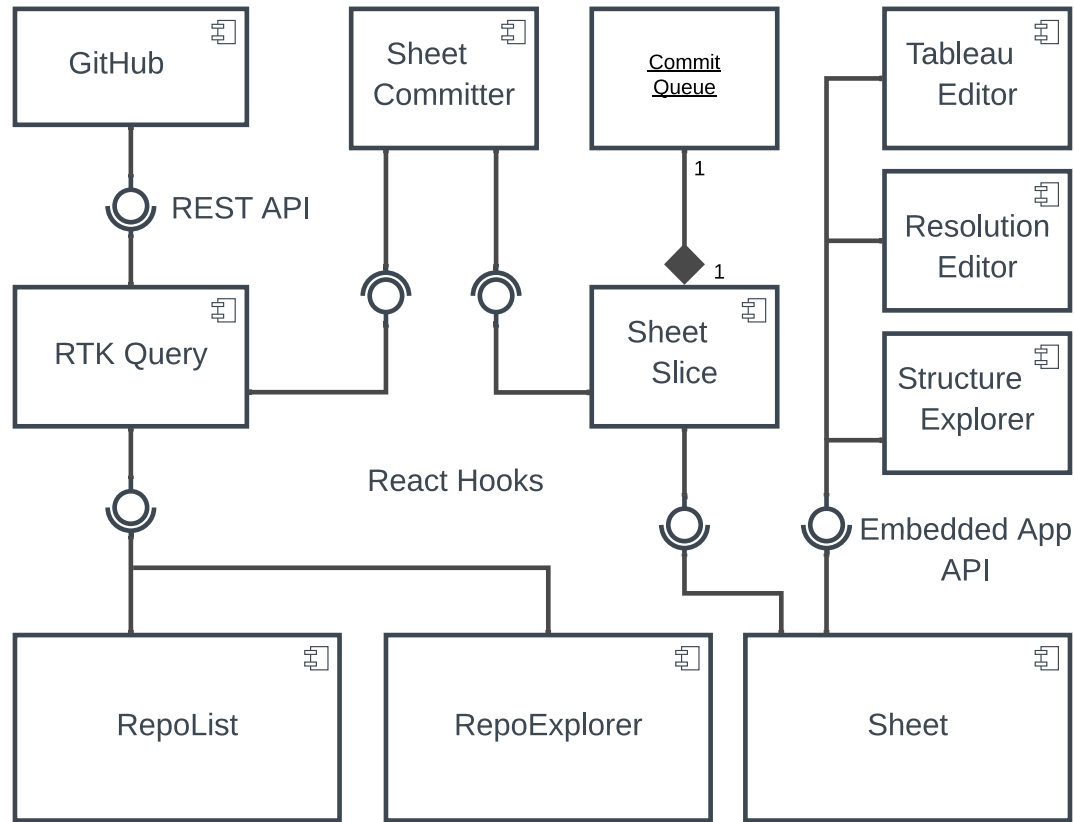 GitHub
Sheet
Committer
Commit
Queue
Tableau
Editor
1
REST API
Resolution
Editor
1
RTK Query
Sheet
Slice
Structure
Explorer
React Hooks
Embedded App
API
RepoList
RepoExplorer
Sheet